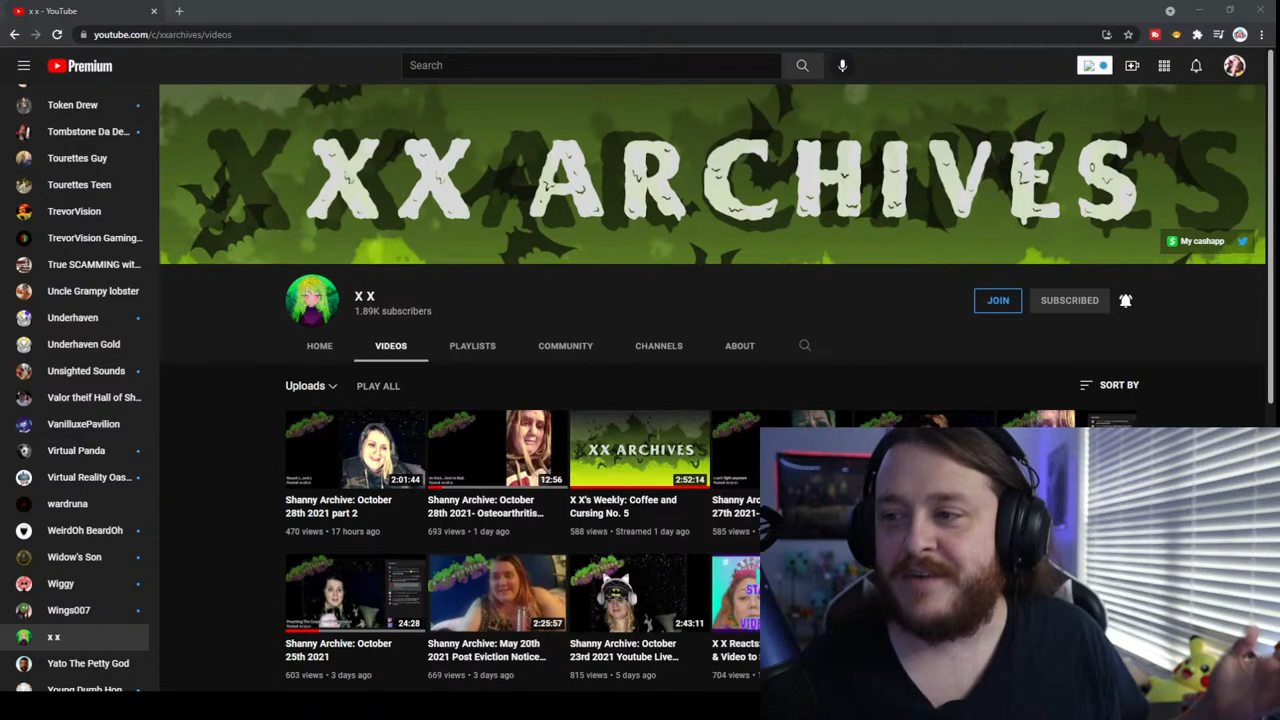 x x - YouTube
youtube.com/c/xxarchives/videos
Premium
Search
Token Drew
Tombstone Da De...
Tourettes Guy
Tourettes Teen
TrevorVision
TrevorVision Gaming...
True SCAMMING wit...
Uncle Grampy lobster
Underhaven
Underhaven Gold
Unsighted Sounds
Valor theif Hall of Sh...
VanilluxePavilion
Virtual Panda
Virtual Reality Oas...
wardruna
WeirdOh BeardOh
Widow's Son
Wiggy
Wings007
x x
Yato The Petty God
Young Dumb Hon
XX ARCHIVES
My cashapp
X X
1.89K subscribers
JOIN
SUBSCRIBED
HOME
VIDEOS
PLAYLISTS
COMMUNITY
CHANNELS
ABOUT
Uploads
PLAY ALL
SORT BY
2:01:44
Shanny Archive: October
28th 2021 part 2
470 views • 17 hours ago
12:56
Shanny Archive: October
28th 2021- Osteoarthritis...
693 views • 1 day ago
XX ARCHIVES
2:52:14
X X's Weekly: Coffee and
Cursing No. 5
588 views • Streamed 1 day ago
Shanny Arc
27th 2021-
585 views
24:28
Shanny Archive: October
25th 2021
603 views • 3 days ago
2:25:57
Shanny Archive: May 20th
2021 Post Eviction Notice...
669 views • 3 days ago
2:43:11
Shanny Archive: October
23rd 2021 Youtube Live...
815 views • 5 days ago
X X Reacts:
& Video to S
704 views